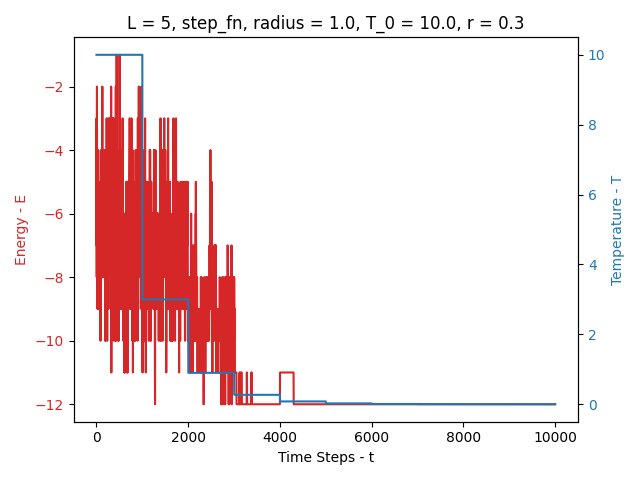 L = 5, step_fn, radius = 1.0, T_0 = 10.0, r = 0.3
−2
−4
−6
−8
−10
−12
Energy - E
10
8
6
4
2
0
Temperature - T
0 2000 4000 6000 8000 10000
Time Steps - t